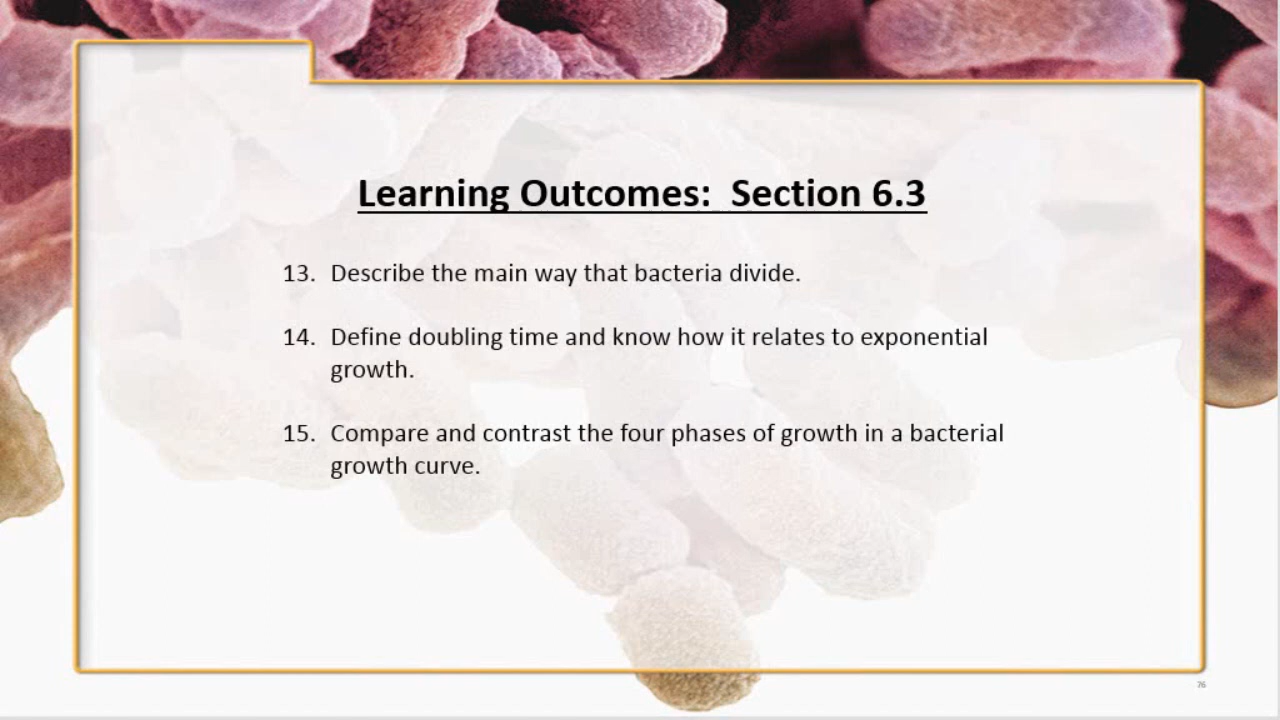 Learning Outcomes: Section 6.3
13. Describe the main way that bacteria divide.
14. Define doubling time and know how it relates to exponential
growth.
15. Compare and contrast the four phases of growth in a bacterial
growth curve.
76